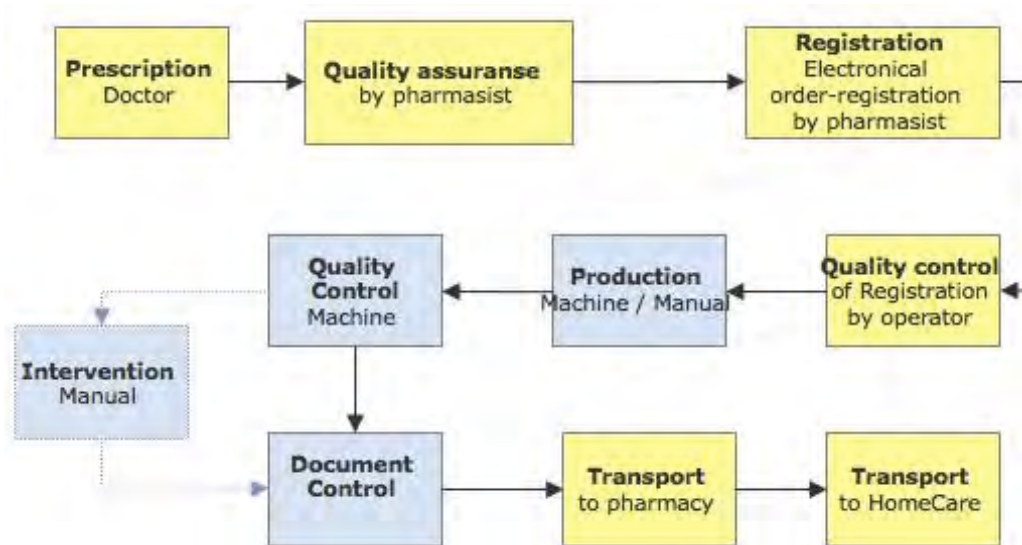 Prescription
Doctor
Quality assuranse
by pharmasist
Registration
Electronical
order-registration
by pharmasist
Quality control
of Registration
by operator
Production
Machine / Manual
Quality
Control
Machine
Intervention
Manual
Document
Control
Transport
to pharmacy
Transport
to HomeCare